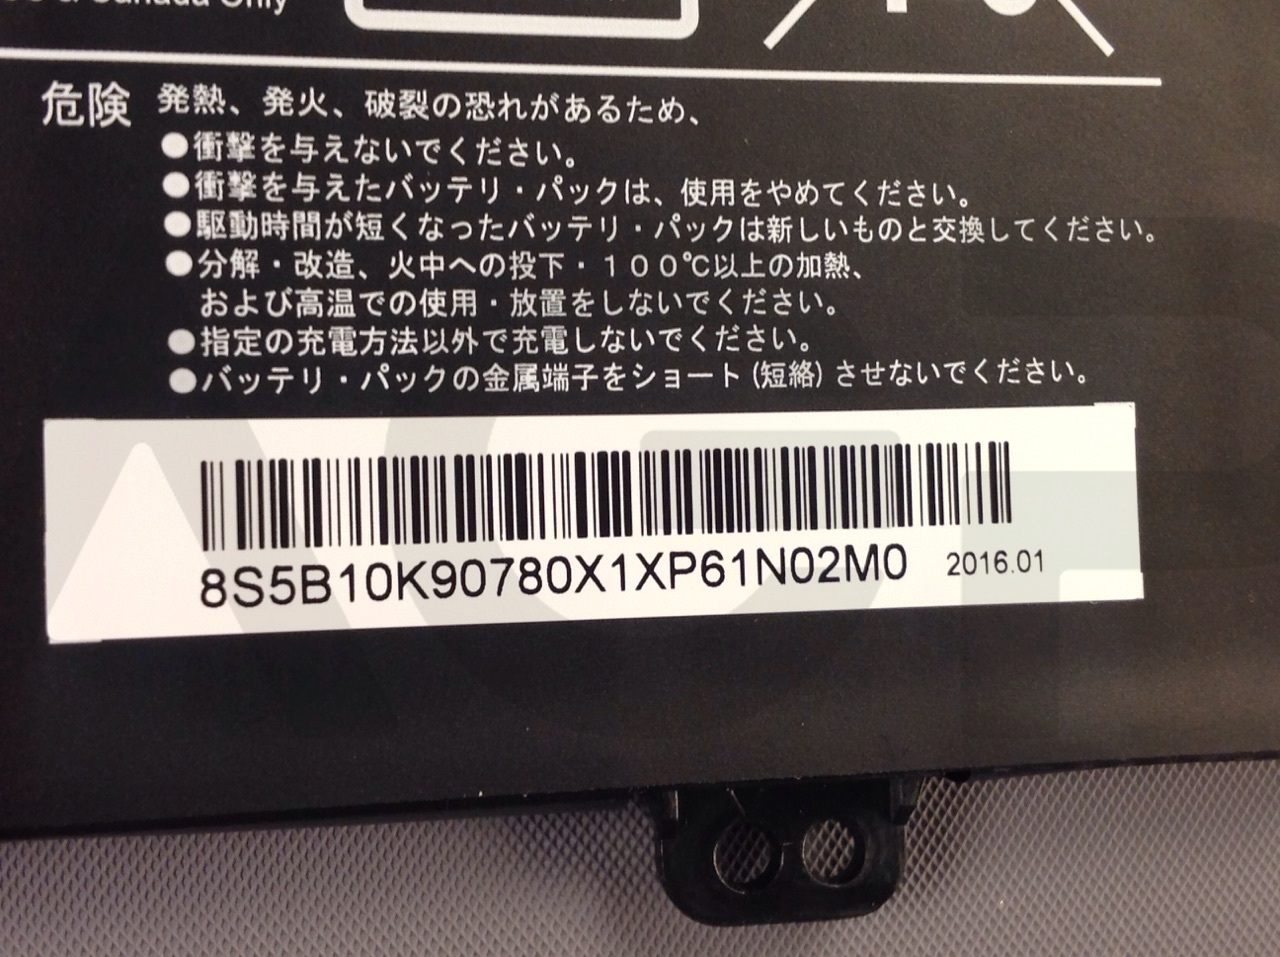 Canada Only
危険 発熱、発火、破裂の恐れがあるため、
●衝撃を与えないでください。
●衝撃を与えたバッテリ・パックは、使用をやめてください。
●駆動時間が短くなったバッテリ・パックは新しいものと交換してください。
●分解・改造、火中への投下・１００℃以上の加熱、
および高温での使用・放置をしないでください。
●指定の充電方法以外で充電しないでください。
●バッテリ・パックの金属端子をショート（短絡）させないでください。
8S5B10K90780X1XP61N02M0 2016.01